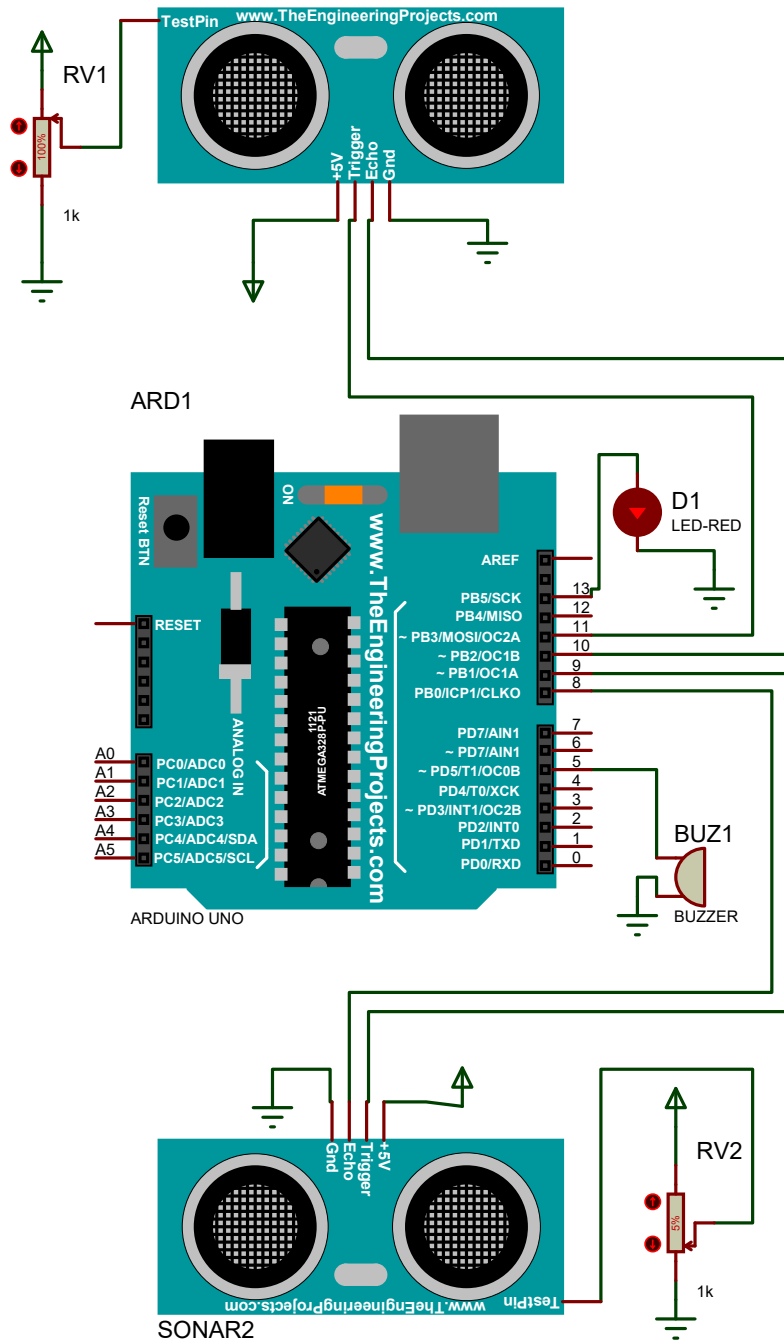 www.TheEngineeringProjects.com
TestPin
RV1
100%
1k
+5V
Trigger
Echo
Gnd
ARD1
Reset BTN
ON
www.TheEngineeringProjects.com
D1
LED-RED
AREF
PB5/SCK 13
PB4/MISO 12
~ PB3/MOSI/OC2A 11
~ PB2/OC1B 10
~ PB1/OC1A 9
PB0/ICP1/CLKO 8
RESET
1121
ATMEGA328P-PU
ANALOG IN
PD7/AIN1 7
~ PD7/AIN1 6
~ PD5/T1/OC0B 5
PD4/T0/XCK 4
~ PD3/INT1/OC2B 3
PD2/INT0 2
PD1/TXD 1
PD0/RXD 0
A0 PC0/ADC0
A1 PC1/ADC1
A2 PC2/ADC2
A3 PC3/ADC3
A4 PC4/ADC4/SDA
A5 PC5/ADC5/SCL
BUZ1
BUZZER
ARDUINO UNO
Gnd
Echo
Trigger
+5V
RV2
5%
1k
TestPin
www.TheEngineeringProjects.com
SONAR2